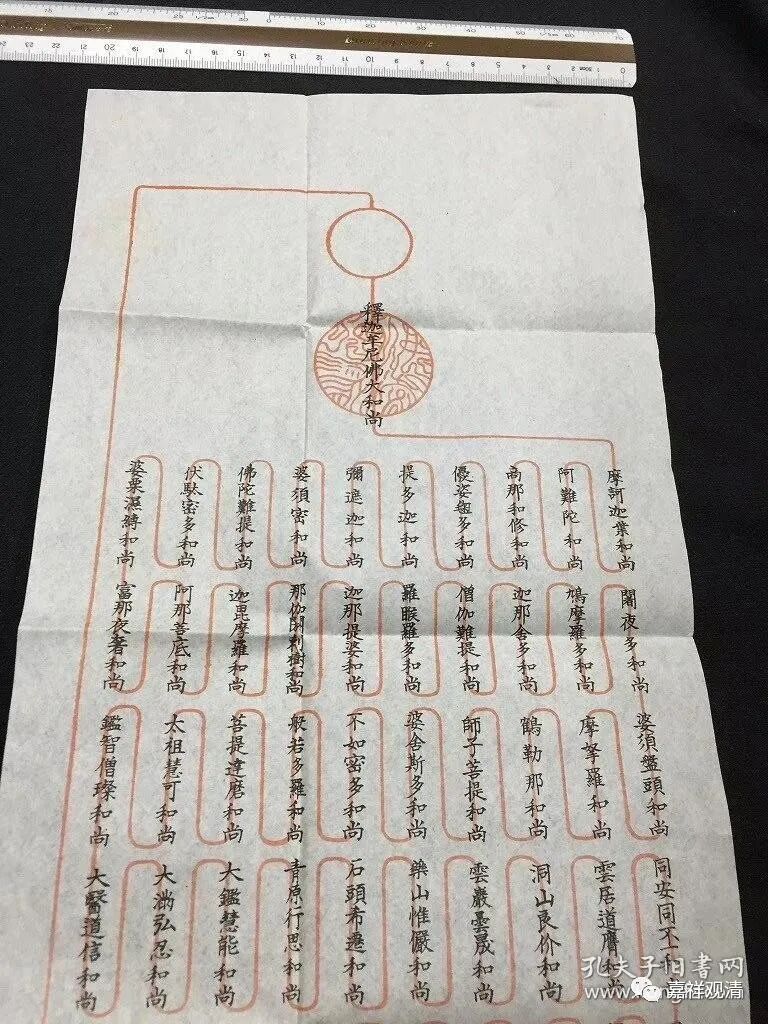 釋迦牟尼佛大和尚
摩訶迦葉和尚
阿難陀和尚
商那和修和尚
優婆毱多和尚
提多迦和尚
彌遮迦和尚
婆須密和尚
佛陀難提和尚
伏馱密多和尚
婆栗濕縛和尚
闍夜多和尚
鳩摩羅多和尚
迦那舍多和尚
僧伽難提和尚
羅睺羅多和尚
迦那提婆和尚
那伽閼剌樹和尚
迦毘摩羅和尚
阿那菩底和尚
富那夜奢和尚
婆須盤頭和尚
摩拏羅和尚
鶴勒那和尚
師子菩提和尚
婆舍斯多和尚
不如密多和尚
般若多羅和尚
菩提達磨和尚
太祖慧可和尚
鑑智僧璨和尚
同安同丕和
雲居道膺和尚
洞山良价和尚
雲巖曇晟和尚
藥山惟儼和尚
石頭希遷和尚
青原行思和尚
大鑑慧能和尚
大滿弘忍和尚
大醫道信和尚
孔夫子旧书网
嘉祥观清